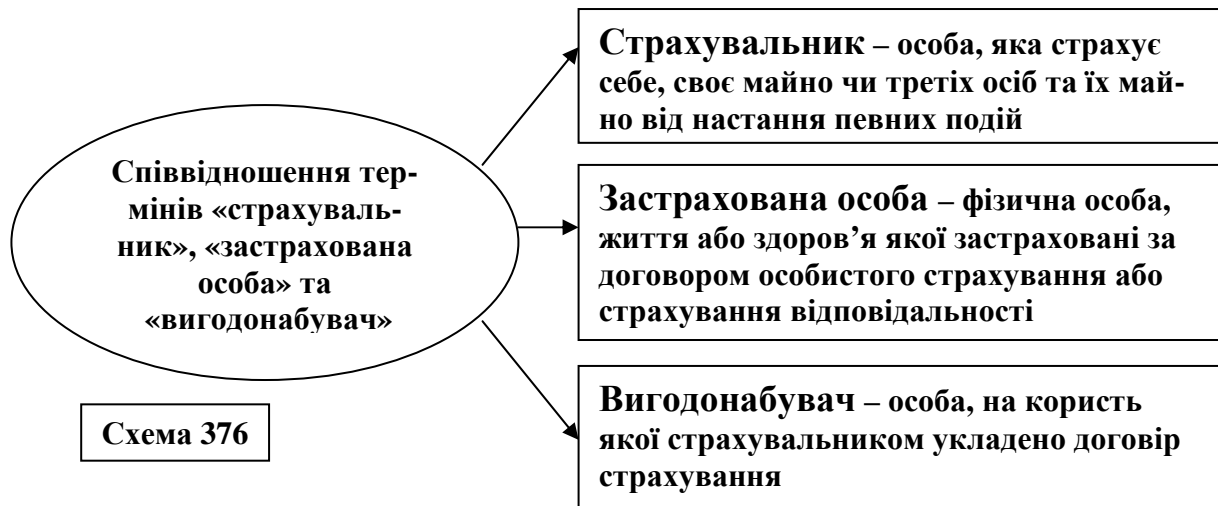 Співвідношення тер-
мінів «страхуваль-
ник», «застрахована
особа» та
«вигодонабувач»
Схема 376
Страхувальник – особа, яка страхує
себе, своє майно чи третіх осіб та їх май-
но від настання певних подій
Застрахована особа – фізична особа,
життя або здоров’я якої застраховані за
договором особистого страхування або
страхування відповідальності
Вигодонабувач – особа, на користь
якої страхувальником укладено договір
страхування